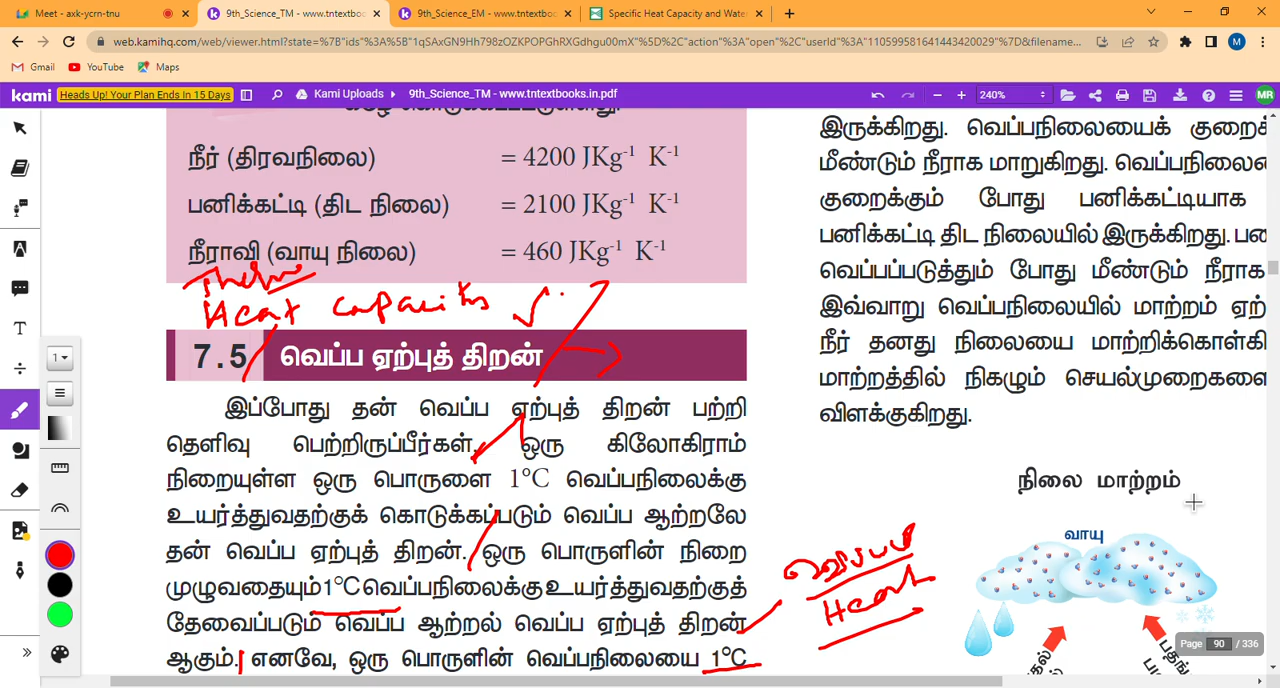 Meet - axk-ycrn-tnu
9th_Science_TM - www.tntextboo
9th_Science_EM - www.tntextboo
Specific Heat Capacity and Wate
web.kamihq.com/web/viewer.html?state=%7B"ids"%3A%5B"1qSAxGN9Hh798zOZKPOPGhRXGdhgu00mX"%5D%2C"action"%3A"open"%2C"userId"%3A"110599581641443420029"%7D&filename...
M
Gmail
YouTube
Maps
kami
Heads Up! Your Plan Ends In 15 Days
Kami Uploads
9th_Science_TM - www.tntextbooks.in.pdf
240%
MR
நீர் (திரவநிலை) = 4200 JKg⁻¹ K⁻¹
பனிக்கட்டி (திட நிலை) = 2100 JKg⁻¹ K⁻¹
நீராவி (வாயு நிலை) = 460 JKg⁻¹ K⁻¹
Heat capacity
7.5 வெப்ப ஏற்புத் திறன்
இப்போது தன் வெப்ப ஏற்புத் திறன் பற்றி
தெளிவு பெற்றிருப்பீர்கள். ஒரு கிலோகிராம்
நிறையுள்ள ஒரு பொருளை 1°C வெப்பநிலைக்கு
உயர்த்துவதற்குக் கொடுக்கப்படும் வெப்ப ஆற்றலே
தன் வெப்ப ஏற்புத் திறன். ஒரு பொருளின் நிறை
முழுவதையும் 1°C வெப்பநிலைக்கு உயர்த்துவதற்குத்
தேவைப்படும் வெப்ப ஆற்றல் வெப்ப ஏற்புத் திறன்
ஆகும். எனவே, ஒரு பொருளின் வெப்பநிலையை 1°C
Heat
இருக்கிறது. வெப்பநிலையைக்
மீண்டும் நீராக மாறுகிறது.
குறைக்கும் போது பனிக்கட்டியாக
பனிக்கட்டி திட நிலையில் இருக்கிறது.
வெப்பப்படுத்தும் போது மீண்டும் நீராக
இவ்வாறு வெப்பநிலையில் மாற்றம்
நீர் தனது நிலையை
மாற்றத்தில் நிகழும்
விளக்குகிறது.
நிலை மாற்றம்
வாயு
Page 90 / 336
T
1